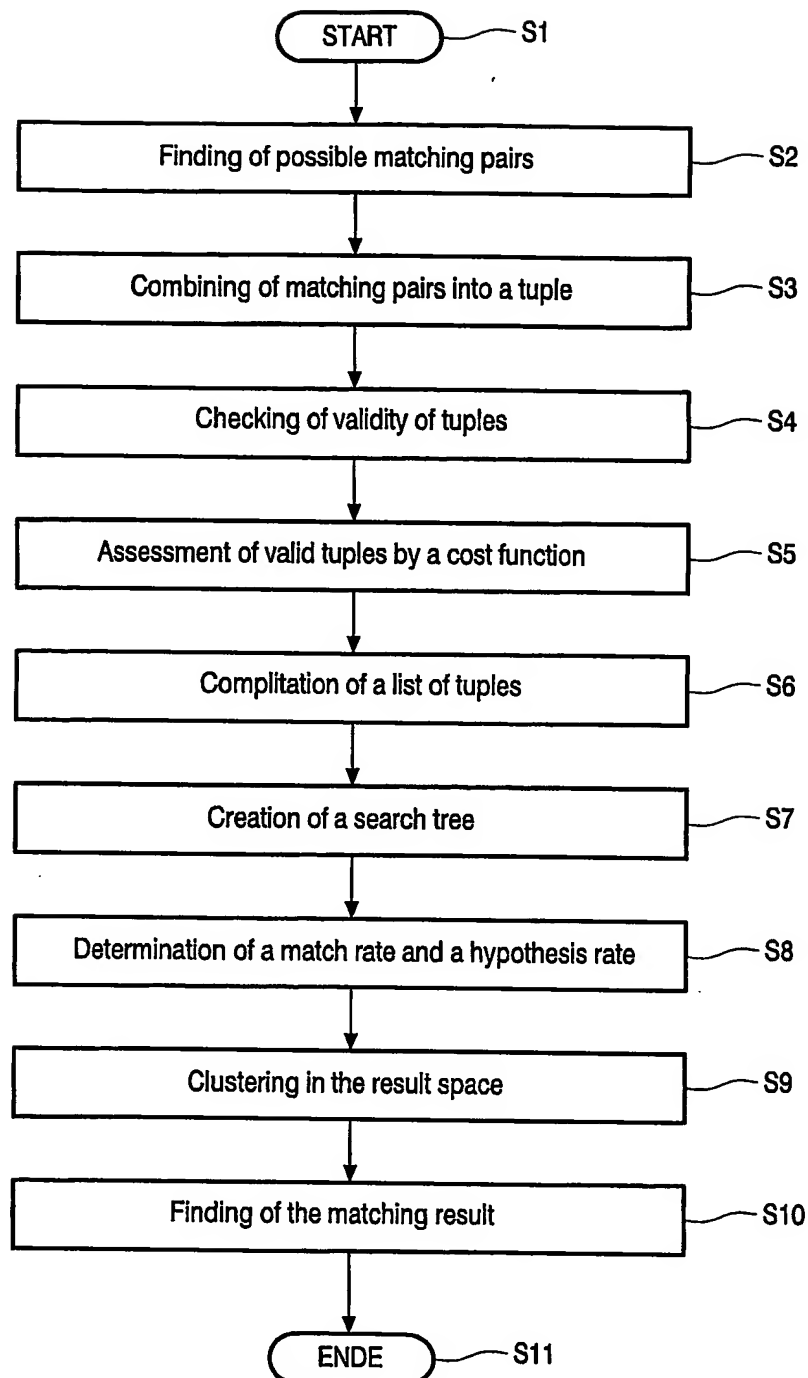 START S1
Finding of possible matching pairs S2
Combining of matching pairs into a tuple S3
Checking of validity of tuples S4
Assessment of valid tuples by a cost function S5
Complitation of a list of tuples S6
Creation of a search tree S7
Determination of a match rate and a hypothesis rate S8
Clustering in the result space S9
Finding of the matching result S10
ENDE S11